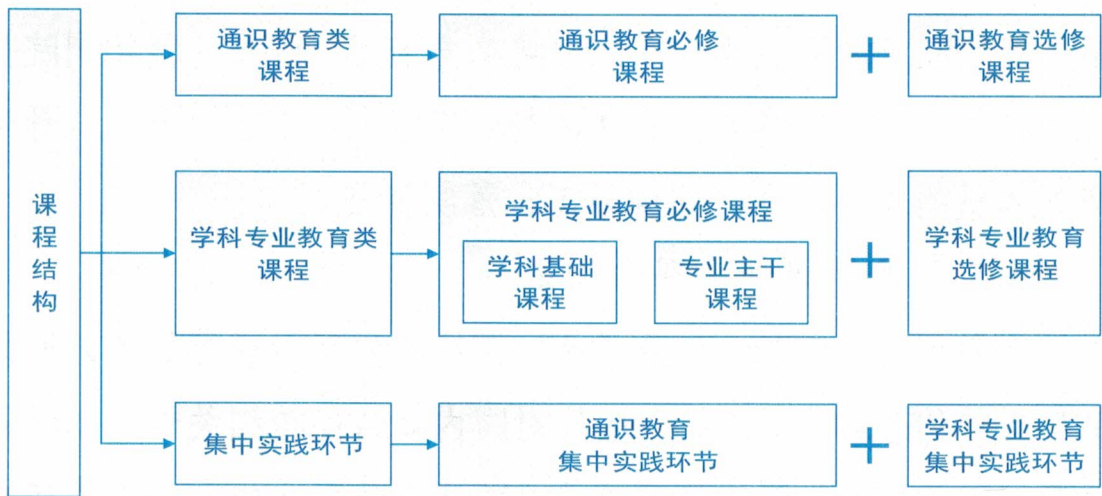 课程结构
通识教育类
课程
通识教育必修
课程
+
通识教育选修
课程
学科专业教育类
课程
学科专业教育必修课程
学科基础
课程
专业主干
课程
+
学科专业教育
选修课程
集中实践环节
通识教育
集中实践环节
+
学科专业教育
集中实践环节